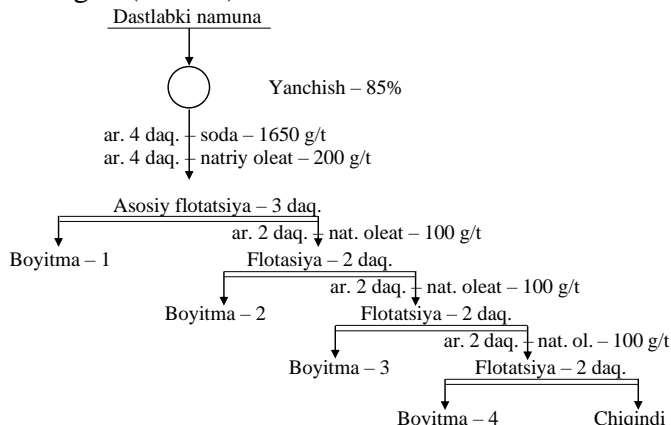 Dastlabki namuna
Yanchish – 85%
ar. 4 daq. – soda – 1650 g/t
ar. 4 daq. – natriy oleat – 200 g/t
Asosiy flotatsiya – 3 daq.
ar. 2 daq. – nat. oleat – 100 g/t
Boyitma – 1
Flotasiya – 2 daq.
ar. 2 daq. – nat. oleat – 100 g/t
Boyitma – 2
Flotatsiya – 2 daq.
ar. 2 daq. – nat. ol. – 100 g/t
Boyitma – 3
Flotatsiya – 2 daq.
Boyitma – 4
Chiqindi